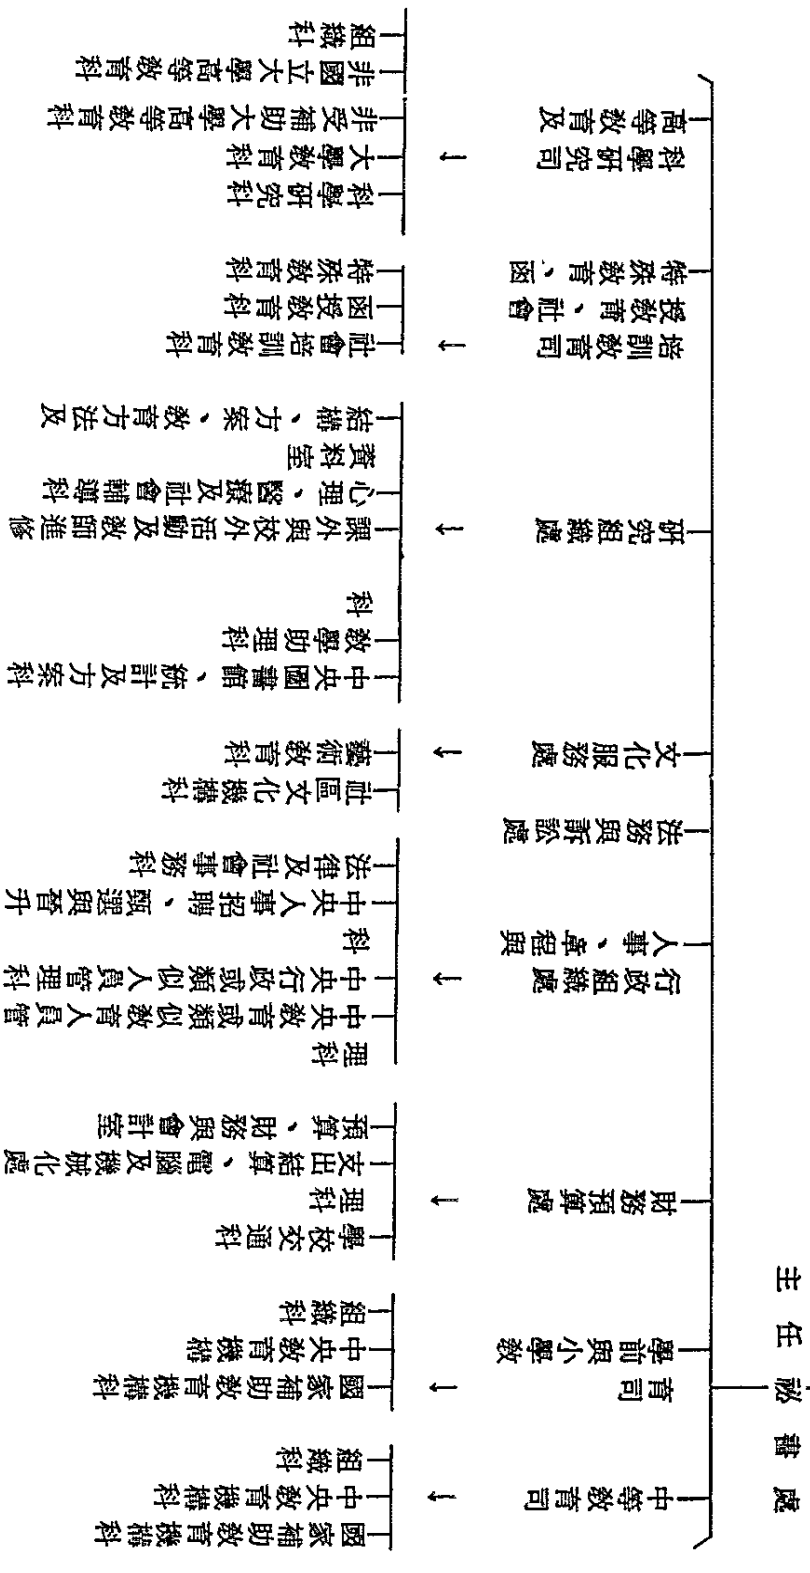 主任祕書處
高等教育及
科學研究司
組織科
非國立大學高等教育科
非受補助大學高等教育科
大學教育科
科學研究科
特殊教育、函
授教育、社會
培訓教育司
特殊教育科
函授教育科
社會培訓教育科
研究組織處
結構、方案、教育方法及
資料室
心理、醫療及社會輔導科
課外與校外活動及教師進修
科
教學助理科
中央圖書館、統計及方案科
文化服務處
藝術教育科
社區文化機構科
法務與訴訟處
人事、章程與
行政組織處
法律及社會事務科
中央人事招聘、甄選與晉升
科
中央行政或類似人員管理科
中央教育或類似教育人員管
理科
財務預算處
預算、財務與會計室
支出結算、電腦及機械化處
理科
學校交通科
學前與小學教
育司
組織科
中央教育機構
國家補助教育機構科
中等教育司
組織科
中央教育機構科
國家補助教育機構科